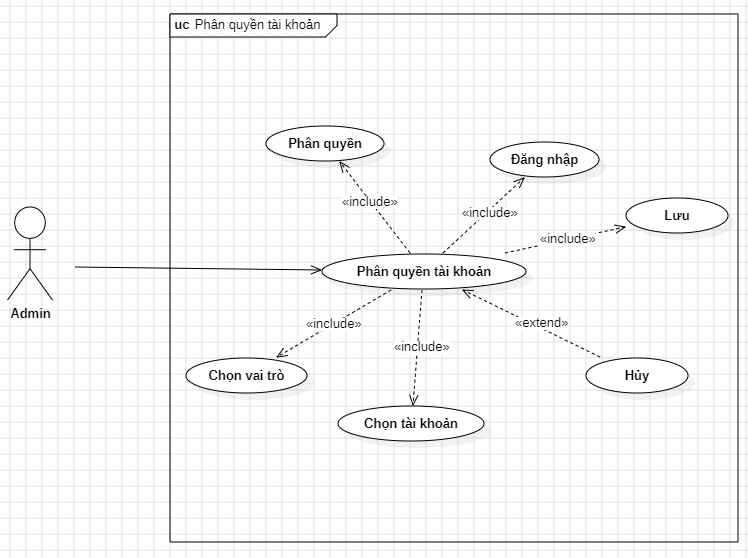 uc Phân quyền tài khoản
Phân quyền
Đăng nhập
«include»
«include»
Lưu
«include»
Phân quyền tài khoản
Admin
«include»
«extend»
«include»
Chọn vai trò
Hủy
Chọn tài khoản